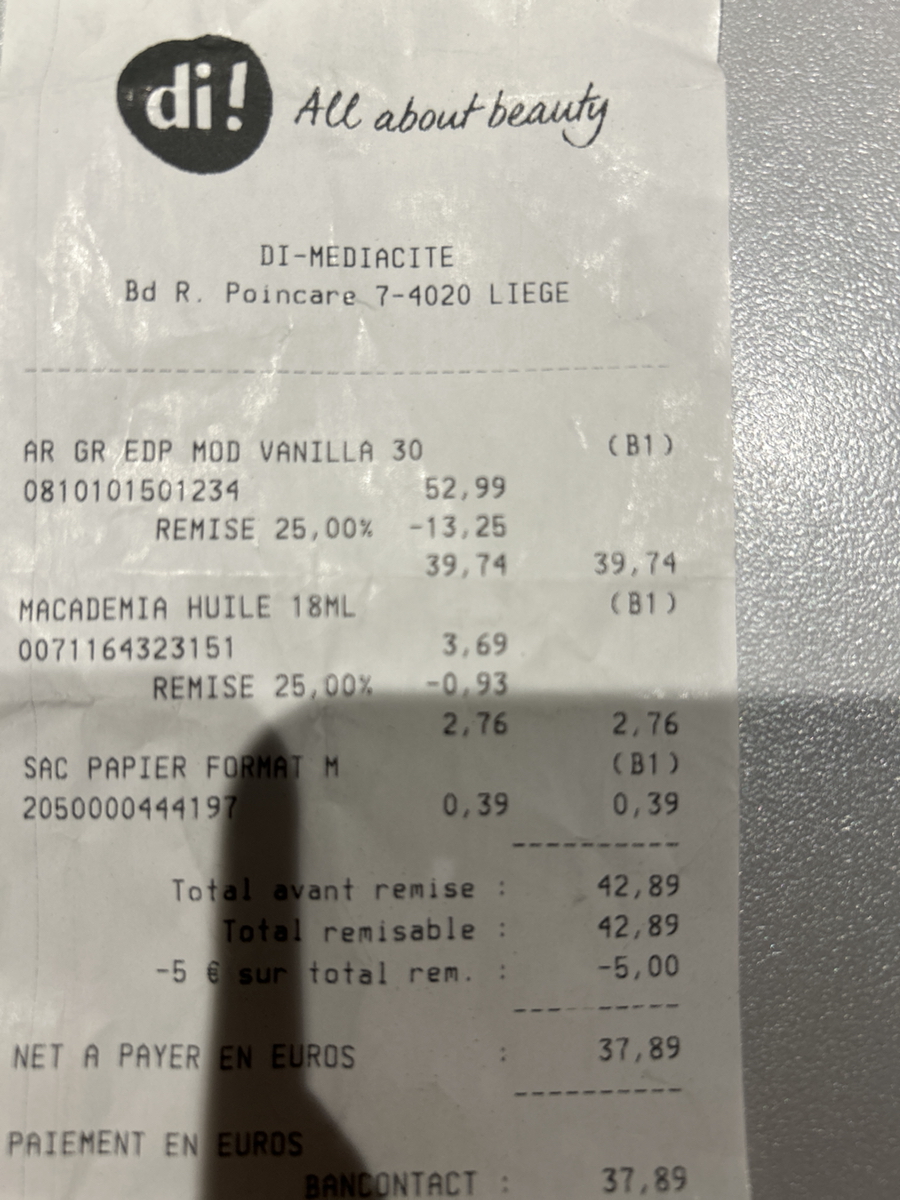 di! All about beauty
DI-MEDIACITE
Bd R. Poincare 7-4020 LIEGE
AR GR EDP MOD VANILLA 30 (B1)
0810101501234 52,99
REMISE 25,00% -13,25
39,74 39,74
MACADEMIA HUILE 18ML (B1)
0071164323151 3,69
REMISE 25,00% -0,93
2,76 2,76
SAC PAPIER FORMAT M (B1)
2050000444197 0,39 0,39
Total avant remise : 42,89
Total remisable : 42,89
-5 € sur total rem. : -5,00
NET A PAYER EN EUROS : 37,89
PAIEMENT EN EUROS
BANCONTACT : 37,89